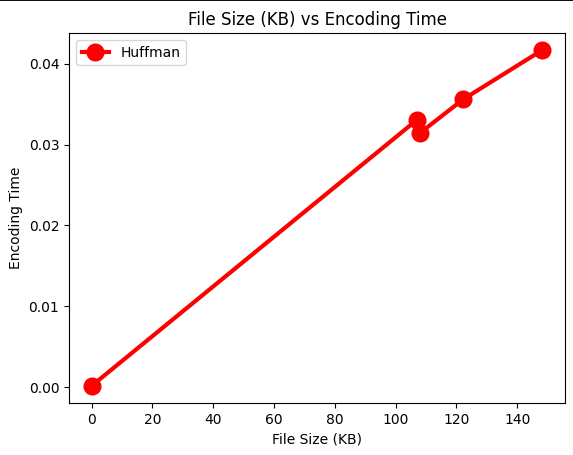 File Size (KB) vs Encoding Time
Huffman
0.04
0.03
0.02
0.01
0.00
Encoding Time
0 20 40 60 80 100 120 140
File Size (KB)